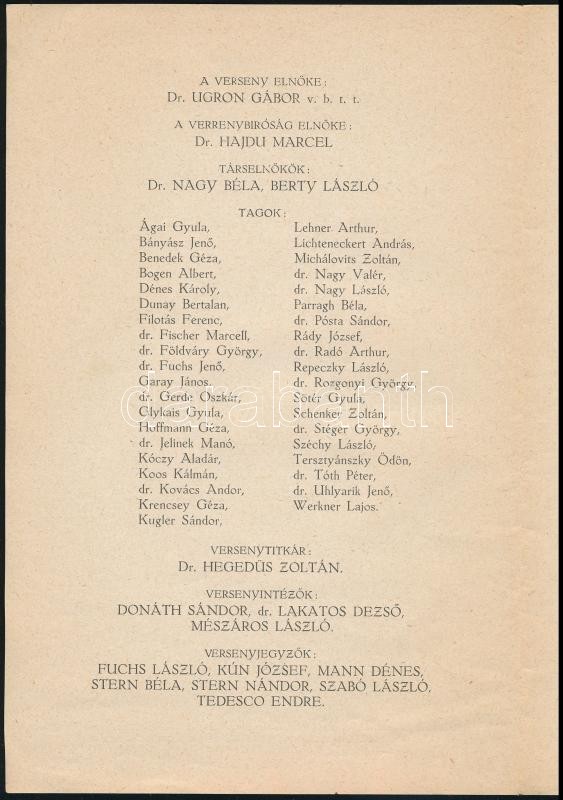 A VERSENY ELNÖKE:
Dr. UGRON GÁBOR v. b. t. t.
A VERRENYBIRÓSÁG ELNÖKE:
Dr. HAJDU MARCEL
TÁRSELNÖKÖK:
Dr. NAGY BÉLA, BERTY LÁSZLÓ
TAGOK:
Ágai Gyula,
Bányász Jenő,
Benedek Géza,
Bogen Albert,
Dénes Károly,
Dunay Bertalan,
Filotás Ferenc,
dr. Fischer Marcell,
dr. Földváry György,
dr. Fuchs Jenő,
Garay János,
dr. Gerde Oszkár,
Glykais Gyula,
Hoffmann Géza,
dr. Jelinek Manó,
Kóczy Aladár,
Koos Kálmán,
dr. Kovács Andor,
Krencsey Géza,
Kugler Sándor,
Lehner Arthur,
Lichteneckert András,
Michálovits Zoltán,
dr. Nagy Valér,
dr. Nagy László,
Parragh Béla,
dr. Pósta Sándor,
Rády József,
dr. Radó Arthur,
Repeczky László,
dr. Rozgonyi György,
Sótér Gyula,
Schenker Zoltán,
dr. Stéger György,
Széchy László,
Tersztyánszky Ödön,
dr. Tóth Péter,
dr. Uhlyarik Jenő,
Werkner Lajos.
darabanth
VERSENYTITKÁR:
Dr. HEGEDÜS ZOLTÁN.
VERSENYINTÉZŐK:
DONÁTH SÁNDOR, dr. LAKATOS DEZSŐ,
MÉSZÁROS LÁSZLÓ.
VERSENYJEGYZŐK:
FUCHS LÁSZLÓ, KÚN JÓZSEF, MANN DÉNES,
STERN BÉLA, STERN NÁNDOR, SZABÓ LÁSZLÓ,
TEDESCO ENDRE.